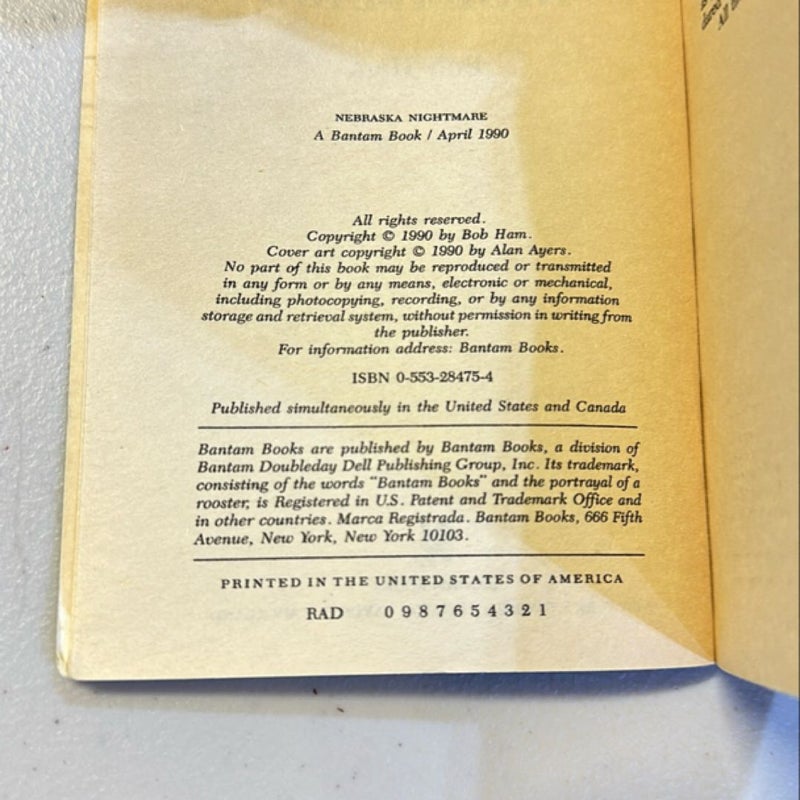 NEBRASKA NIGHTMARE
A Bantam Book / April 1990
All rights reserved.
Copyright © 1990 by Bob Ham.
Cover art copyright © 1990 by Alan Ayers.
No part of this book may be reproduced or transmitted
in any form or by any means, electronic or mechanical,
including photocopying, recording, or by any information
storage and retrieval system, without permission in writing from
the publisher.
For information address: Bantam Books.
ISBN 0-553-28475-4
Published simultaneously in the United States and Canada
Bantam Books are published by Bantam Books, a division of
Bantam Doubleday Dell Publishing Group, Inc. Its trademark,
consisting of the words "Bantam Books" and the portrayal of a
rooster, is Registered in U.S. Patent and Trademark Office and
in other countries. Marca Registrada. Bantam Books, 666 Fifth
Avenue, New York, New York 10103.
PRINTED IN THE UNITED STATES OF AMERICA
RAD 0 9 8 7 6 5 4 3 2 1
All